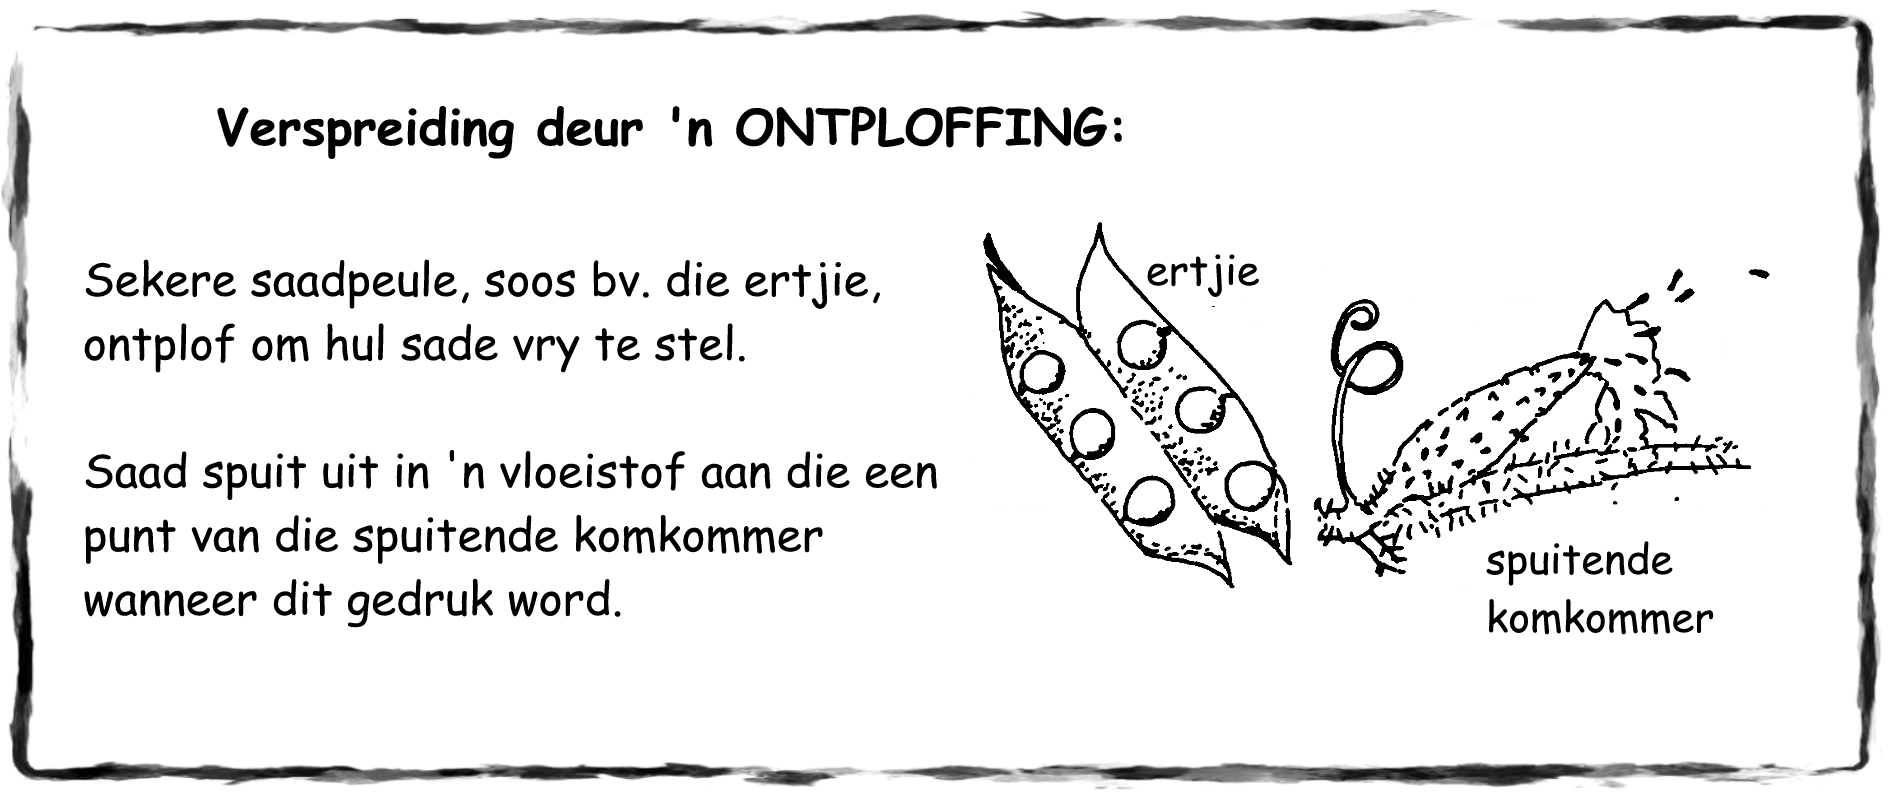 Verspreiding deur 'n ONTPLOFFING:
Sekere saadpeule, soos bv. die ertjie,
ontplof om hul sade vry te stel.
Saad spuit uit in 'n vloeistof aan die een
punt van die spuitende komkommer
wanneer dit gedruk word.
ertjie
spuitende
komkommer